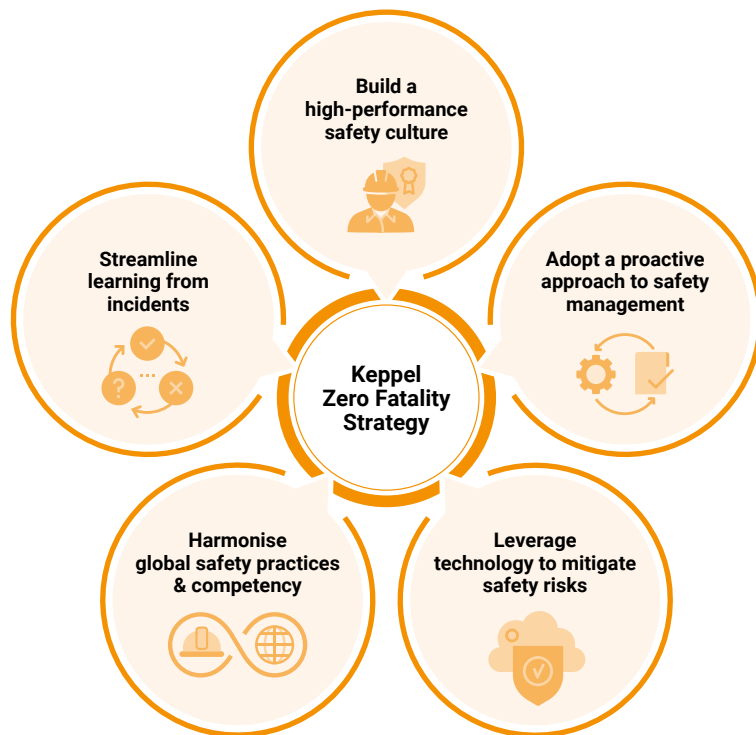 Build a
high-performance
safety culture
Streamline
learning from
incidents
Adopt a proactive
approach to safety
management
Keppel
Zero Fatality
Strategy
?
Harmonise
global safety practices
& competency
Leverage
technology to mitigate
safety risks